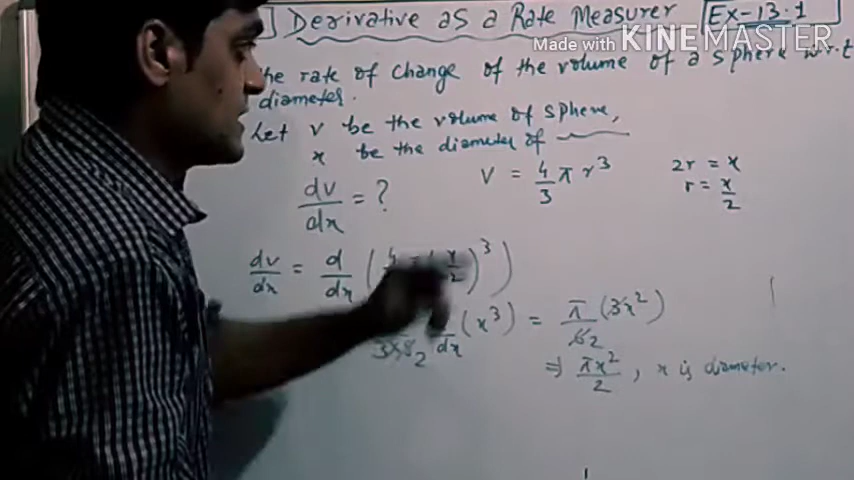 Derivative as a Rate Measurer Ex-13.1
Made with KINEMASTER
he rate of change of the volume of a sphere w.r.t
diameter.
Let v be the volume of sphere,
x be the diameter of
dv/dx = ? v = 4/3 π r³ 2r = x
r = x/2
dv/dx = d/dx ( x/2 )³ )
d/dx (x³) = π/62 (3x²)
⇒ πx²/2 , x is diameter.